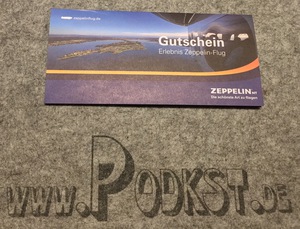 zeppelinflug.de
Gutschein
Erlebnis Zeppelin-Flug
ZEPPELIN NT
Die schönste Art zu fliegen
www.PODKST.DE